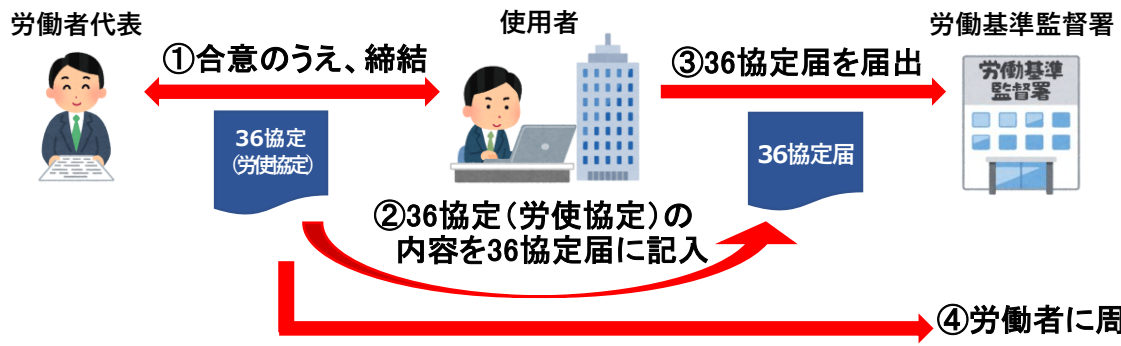 労働者代表
使用者
労働基準監督署
①合意のうえ、締結
③36協定届を届出
労働基準
監督署
36協定
（労使協定）
36協定届
②36協定（労使協定）の
内容を36協定届に記入
④労働者に周